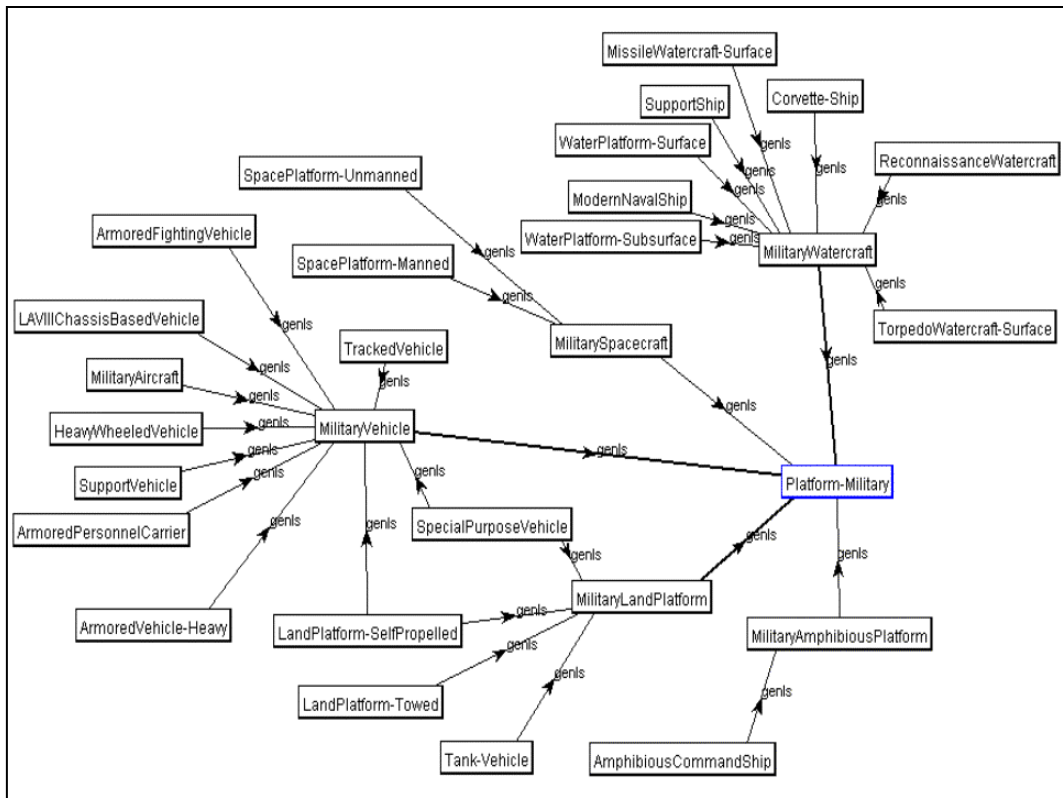 MissileWatercraft-Surface
SupportShip
Corvette-Ship
genls
genls
WaterPlatform-Surface
genls
genls
ReconnaissanceWatercraft
SpacePlatform-Unmanned
genls
ModernNavalShip
genls
ArmoredFightingVehicle
WaterPlatform-Subsurface
genls
MilitaryWatercraft
genls
SpacePlatform-Manned
genls
genls
LAVIIIChassisBasedVehicle
genls
TorpedoWatercraft-Surface
genls
TrackedVehicle
MilitarySpacecraft
genls
MilitaryAircraft
genls
genls
genls
HeavyWheeledVehicle
genls
MilitaryVehicle
genls
genls
SupportVehicle
genls
genls
Platform-Military
ArmoredPersonnelCarrier
genls
SpecialPurposeVehicle
genls
genls
genls
genls
genls
MilitaryLandPlatform
ArmoredVehicle-Heavy
LandPlatform-SelfPropelled
genls
MilitaryAmphibiousPlatform
genls
genls
LandPlatform-Towed
genls
Tank-Vehicle
AmphibiousCommandShip